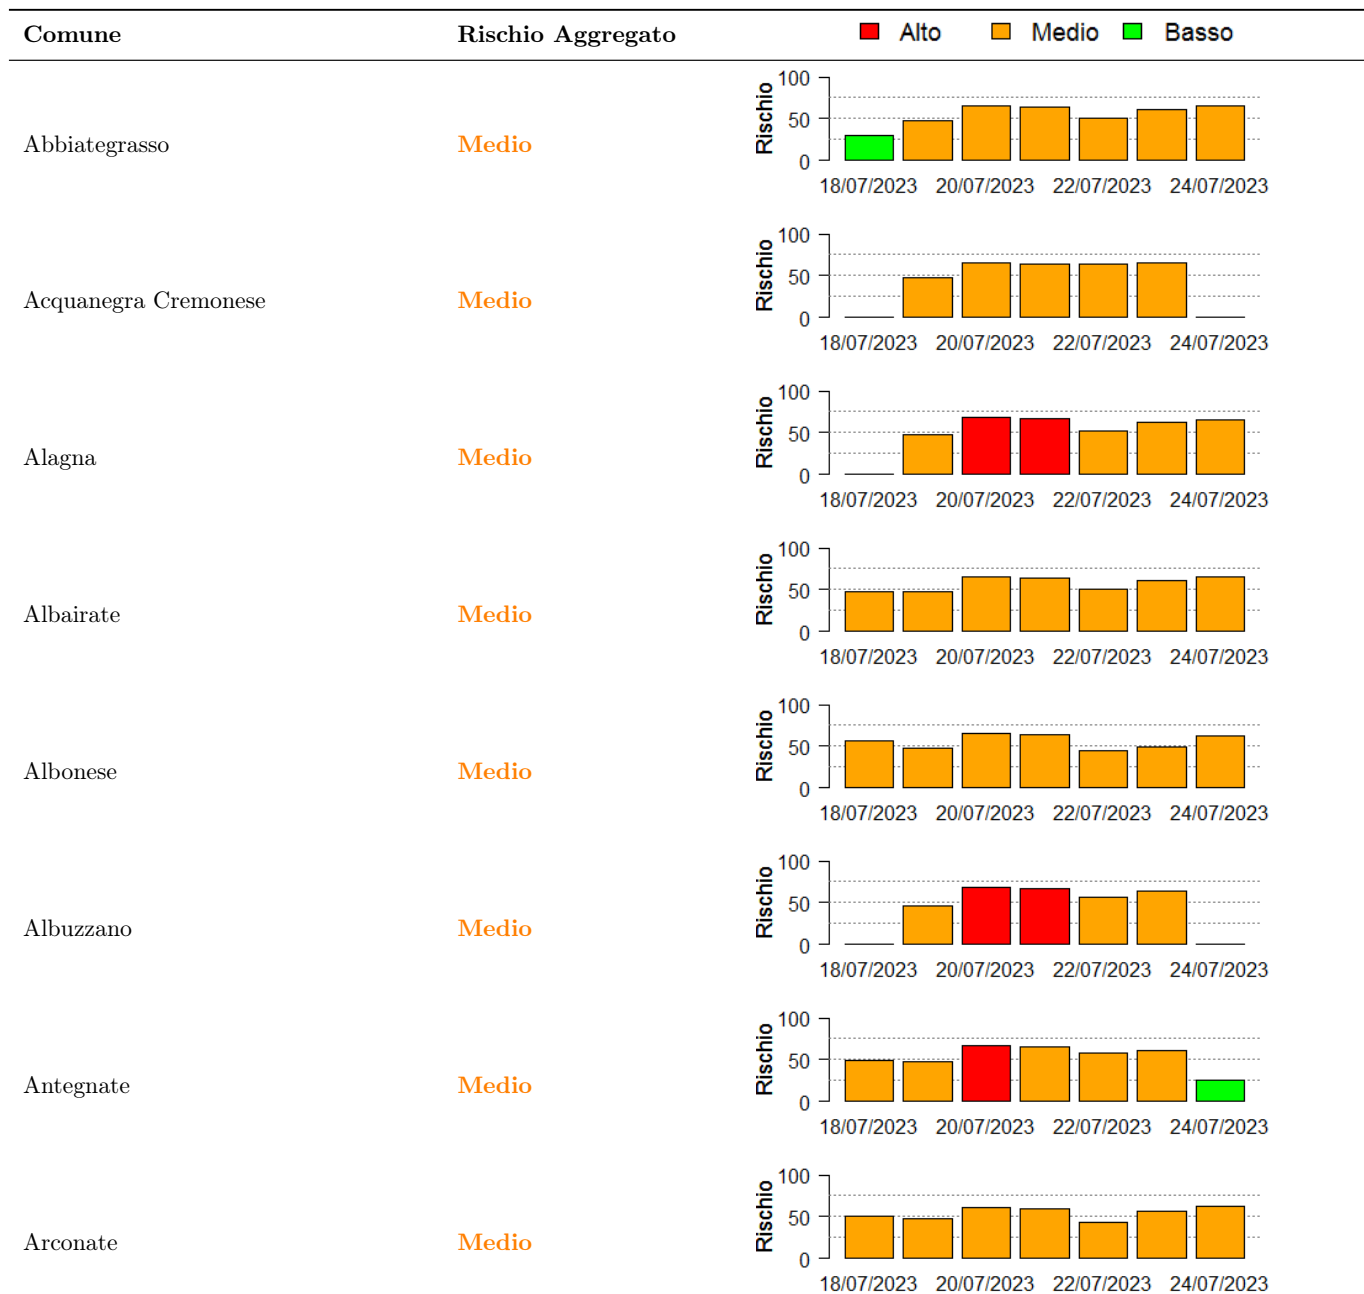 Comune Rischio Aggregato Alto Medio Basso
Abbiategrasso Medio Rischio 100 50 0
18/07/2023 20/07/2023 22/07/2023 24/07/2023
Acquanegra Cremonese Medio Rischio 100 50 0
18/07/2023 20/07/2023 22/07/2023 24/07/2023
Alagna Medio Rischio 100 50 0
18/07/2023 20/07/2023 22/07/2023 24/07/2023
Albairate Medio Rischio 100 50 0
18/07/2023 20/07/2023 22/07/2023 24/07/2023
Albonese Medio Rischio 100 50 0
18/07/2023 20/07/2023 22/07/2023 24/07/2023
Albuzzano Medio Rischio 100 50 0
18/07/2023 20/07/2023 22/07/2023 24/07/2023
Antegnate Medio Rischio 100 50 0
18/07/2023 20/07/2023 22/07/2023 24/07/2023
Arconate Medio Rischio 100 50 0
18/07/2023 20/07/2023 22/07/2023 24/07/2023